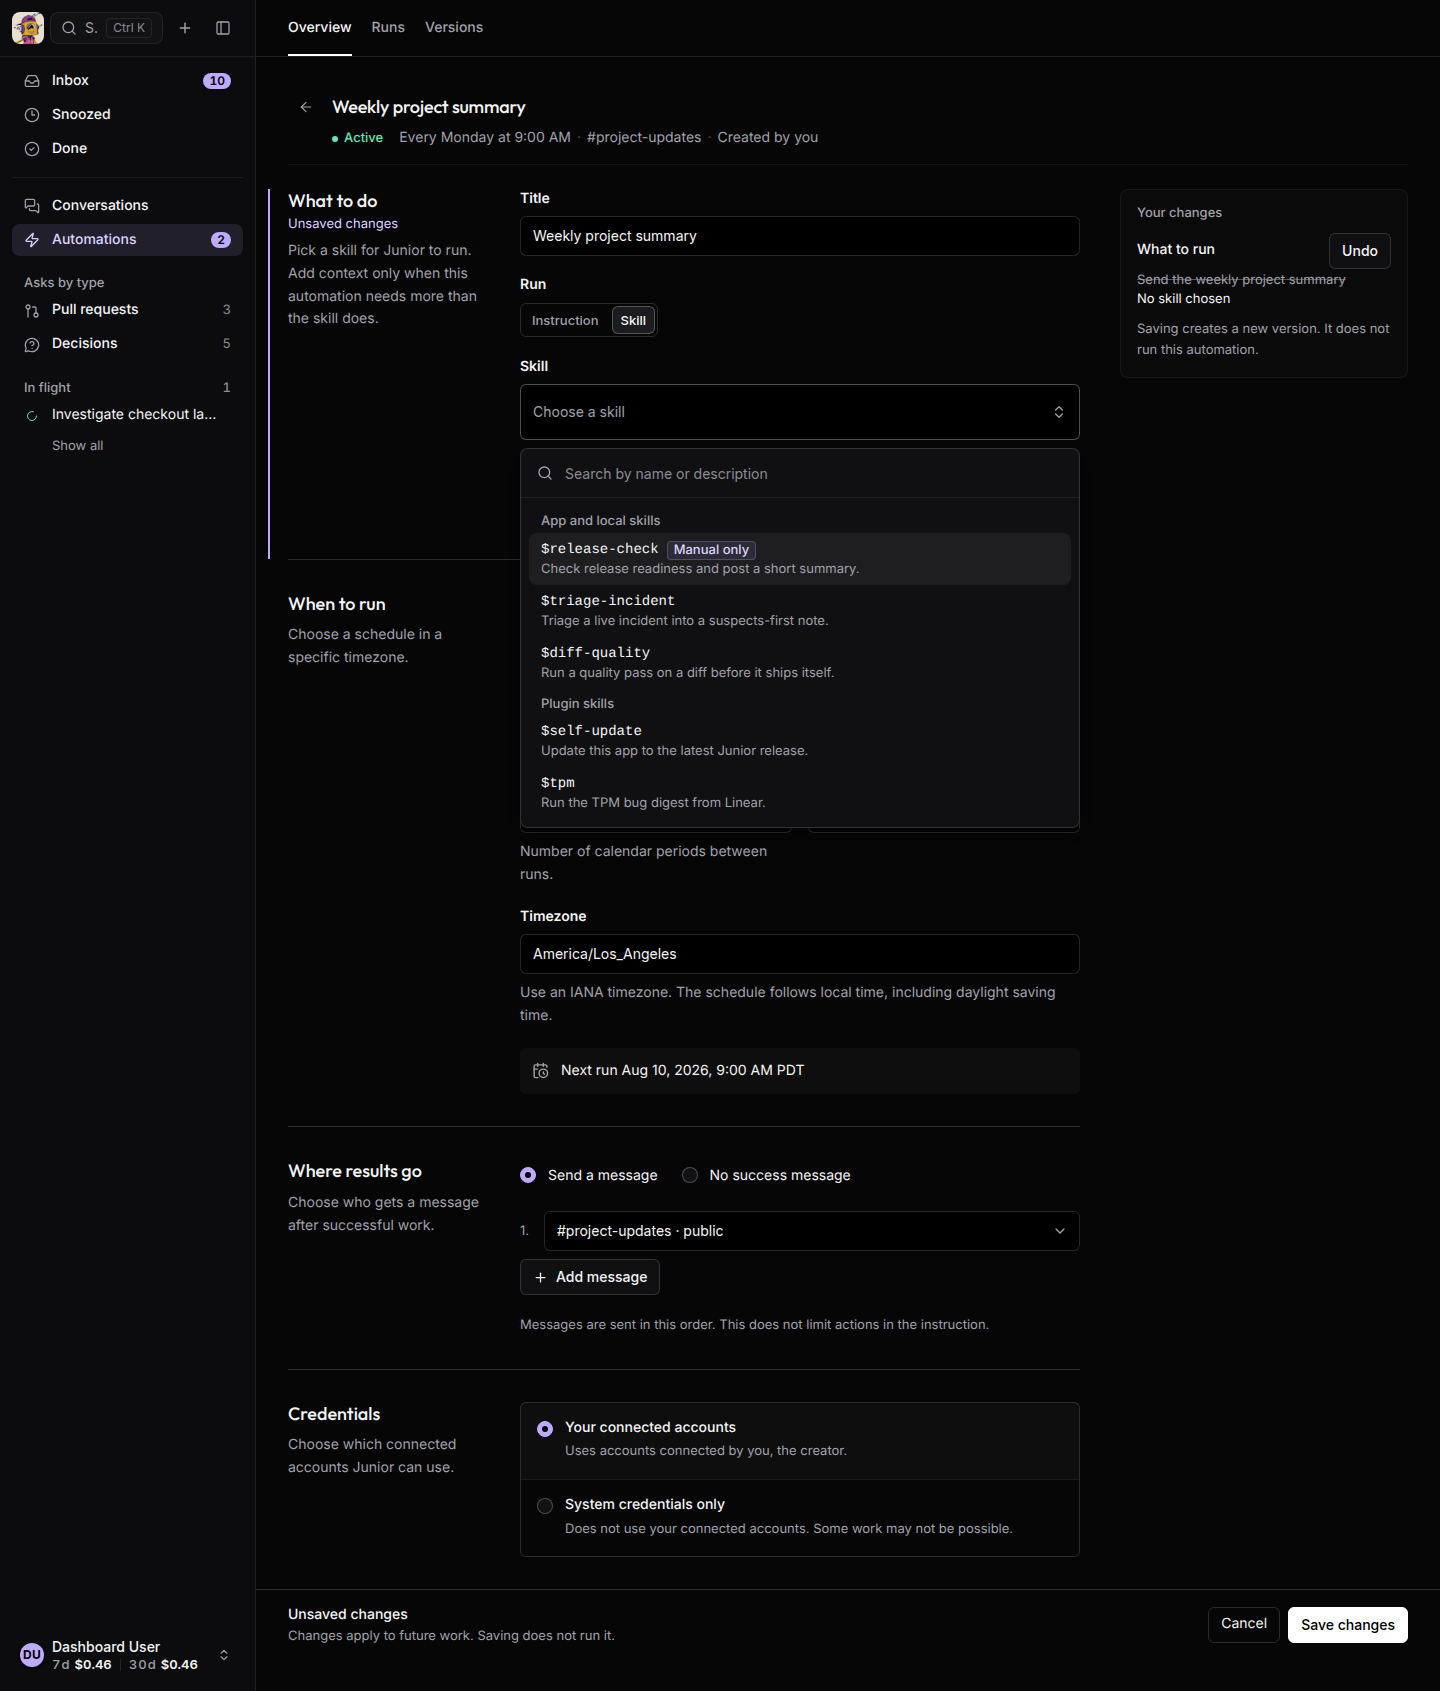 S.
Ctrl K
Inbox
10
Snoozed
Done
Conversations
Automations
2
Asks by type
Pull requests
3
Decisions
5
In flight
1
Investigate checkout la...
Show all
DU
Dashboard User
7d $0.46
30d $0.46
Overview
Runs
Versions
Weekly project summary
Active
Every Monday at 9:00 AM · #project-updates · Created by you
What to do
Unsaved changes
Pick a skill for Junior to run.
Add context only when this
automation needs more than
the skill does.
Title
Weekly project summary
Run
Instruction
Skill
Skill
Choose a skill
Search by name or description
App and local skills
$release-check
Manual only
Check release readiness and post a short summary.
$triage-incident
Triage a live incident into a suspects-first note.
$diff-quality
Run a quality pass on a diff before it ships itself.
Plugin skills
$self-update
Update this app to the latest Junior release.
$tpm
Run the TPM bug digest from Linear.
When to run
Choose a schedule in a
specific timezone.
Number of calendar periods between
runs.
Timezone
America/Los_Angeles
Use an IANA timezone. The schedule follows local time, including daylight saving
time.
Next run Aug 10, 2026, 9:00 AM PDT
Where results go
Choose who gets a message
after successful work.
Send a message
No success message
1.
#project-updates · public
Add message
Messages are sent in this order. This does not limit actions in the instruction.
Credentials
Choose which connected
accounts Junior can use.
Your connected accounts
Uses accounts connected by you, the creator.
System credentials only
Does not use your connected accounts. Some work may not be possible.
Your changes
What to run
Undo
Send the weekly project summary
No skill chosen
Saving creates a new version. It does not
run this automation.
Unsaved changes
Changes apply to future work. Saving does not run it.
Cancel
Save changes